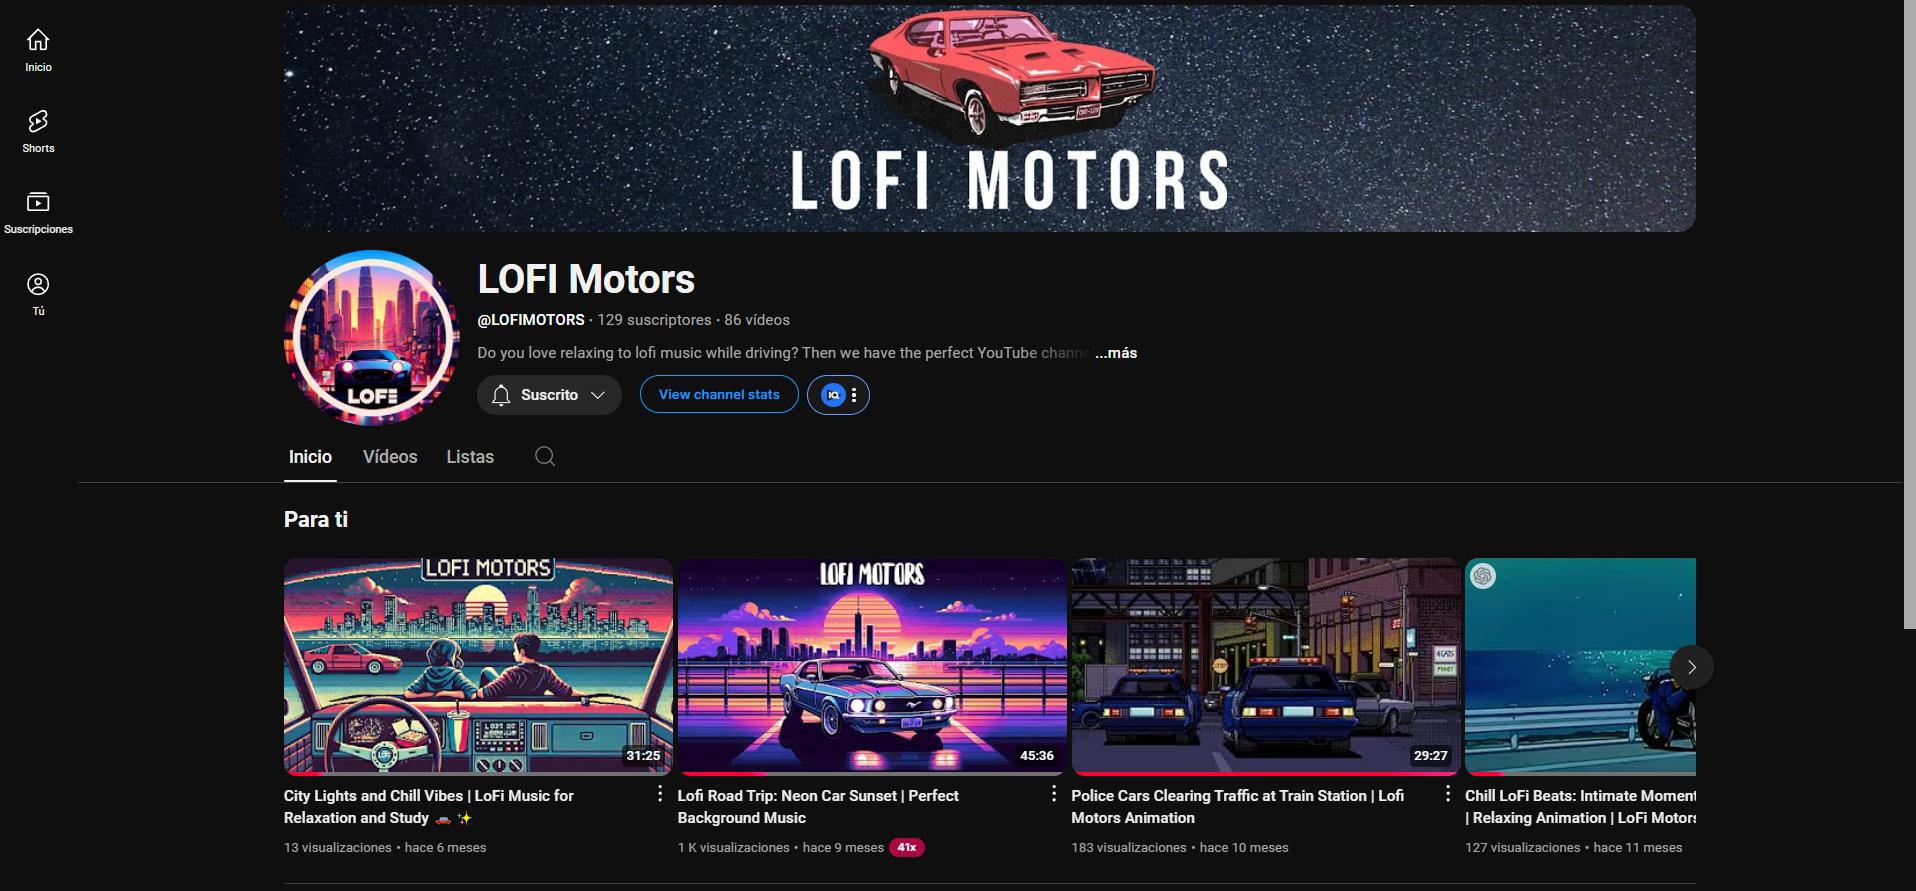 Inicio
Shorts
Suscripciones
Tú
LOFI MOTORS
LOFI
LOFI Motors
@LOFIMOTORS • 129 suscriptores • 86 vídeos
Do you love relaxing to lofi music while driving? Then we have the perfect YouTube channe ...más
Suscrito
View channel stats
IQ
Inicio Vídeos Listas
Para ti
LOFI MOTORS
31:25
City Lights and Chill Vibes | LoFi Music for
Relaxation and Study 🚗 ✨
13 visualizaciones • hace 6 meses
LOFI MOTORS
45:36
Lofi Road Trip: Neon Car Sunset | Perfect
Background Music
1 K visualizaciones • hace 9 meses 41x
STOP
29:27
Police Cars Clearing Traffic at Train Station | Lofi
Motors Animation
183 visualizaciones • hace 10 meses
Chill LoFi Beats: Intimate Moment
| Relaxing Animation | LoFi Motors
127 visualizaciones • hace 11 meses